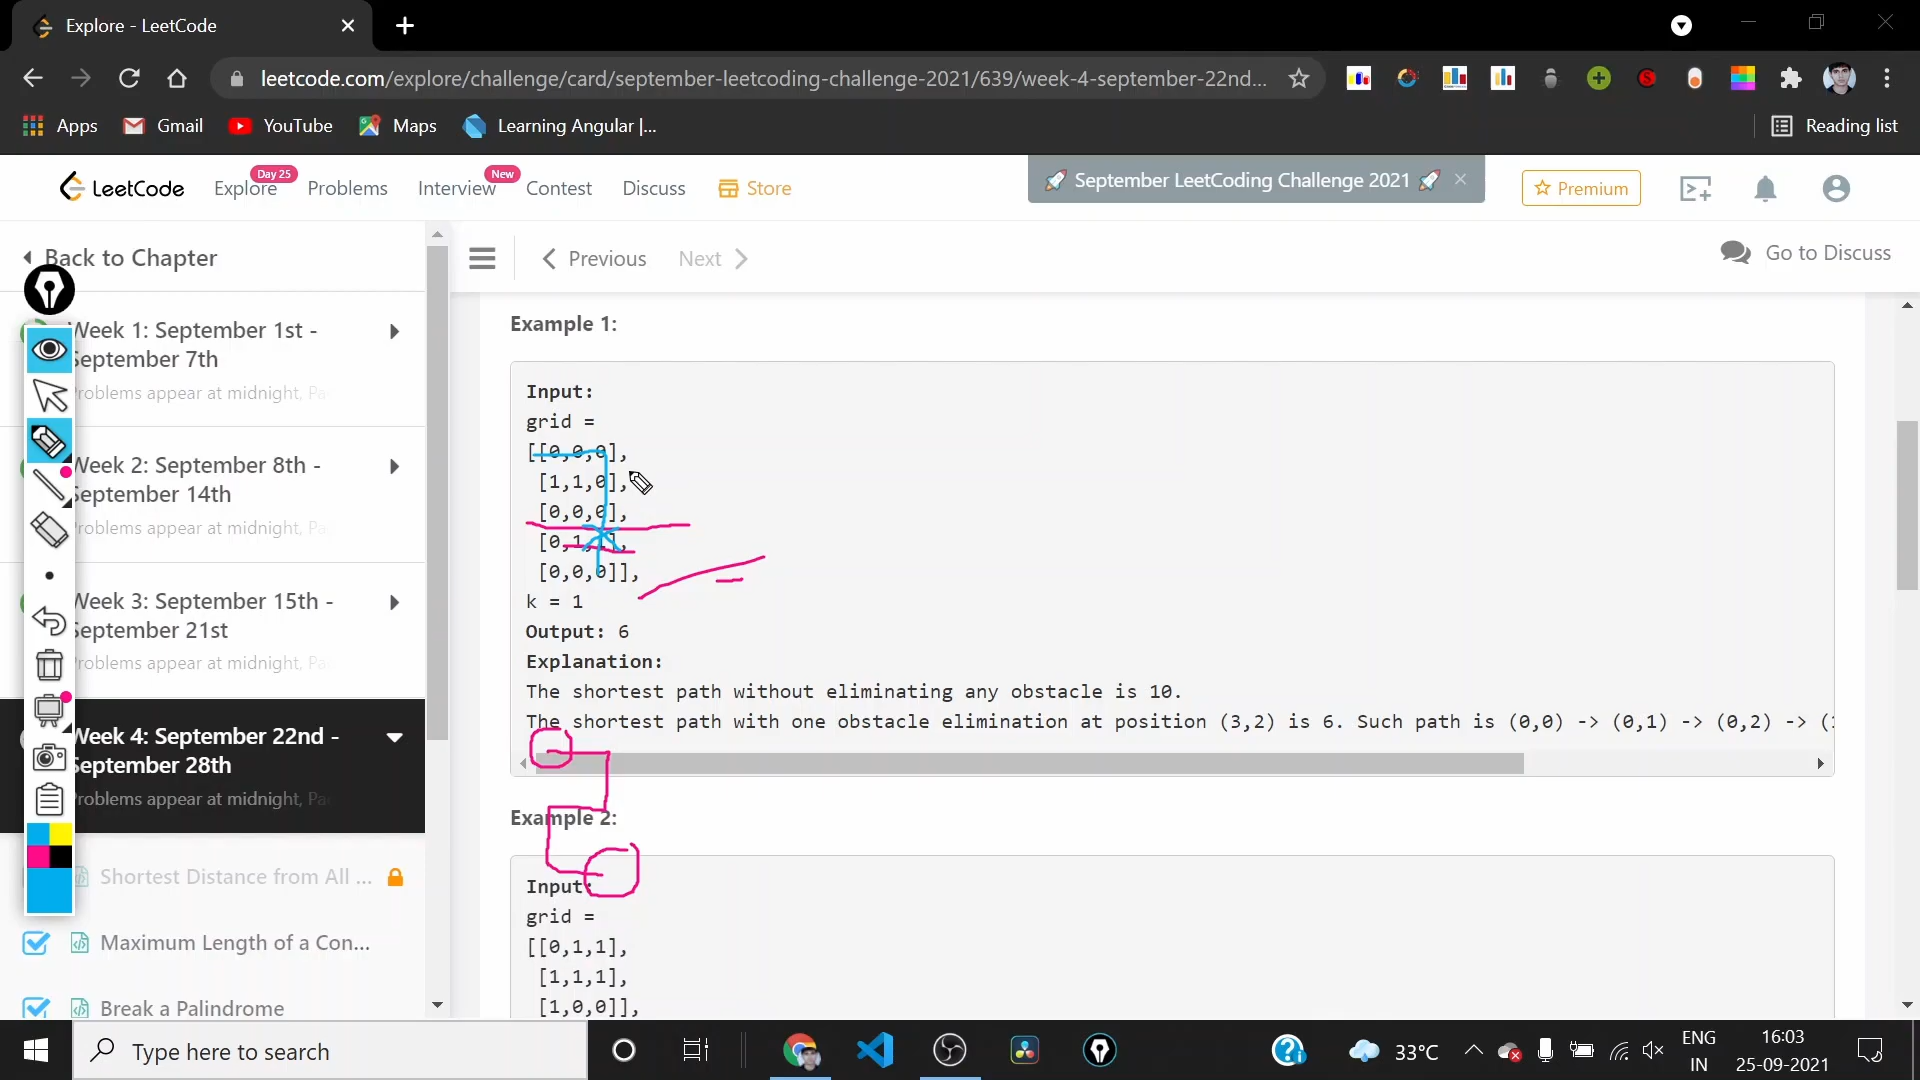 Explore - LeetCode
leetcode.com/explore/challenge/card/september-leetcoding-challenge-2021/639/week-4-september-22nd...
Apps Gmail YouTube Maps Learning Angular |... Reading list
LeetCode Explore Day 25 Problems Interview New Contest Discuss Store September LeetCoding Challenge 2021 Premium
Back to Chapter
Previous Next Go to Discuss
Week 1: September 1st -
September 7th
Problems appear at midnight, Pa
Week 2: September 8th -
September 14th
Problems appear at midnight, Pa
Week 3: September 15th -
September 21st
Problems appear at midnight, Pa
Week 4: September 22nd -
September 28th
Problems appear at midnight, Pa
Shortest Distance from All ...
Maximum Length of a Con...
Break a Palindrome
Example 1:
Input:
grid =
[[0,0,0],
[1,1,0],
[0,0,0],
[0,1,1],
[0,0,0]],
k = 1
Output: 6
Explanation:
The shortest path without eliminating any obstacle is 10.
The shortest path with one obstacle elimination at position (3,2) is 6. Such path is (0,0) -> (0,1) -> (0,2) -> (
Example 2:
Input:
grid =
[[0,1,1],
[1,1,1],
[1,0,0]],
Type here to search
33°C
ENG
IN
16:03
25-09-2021